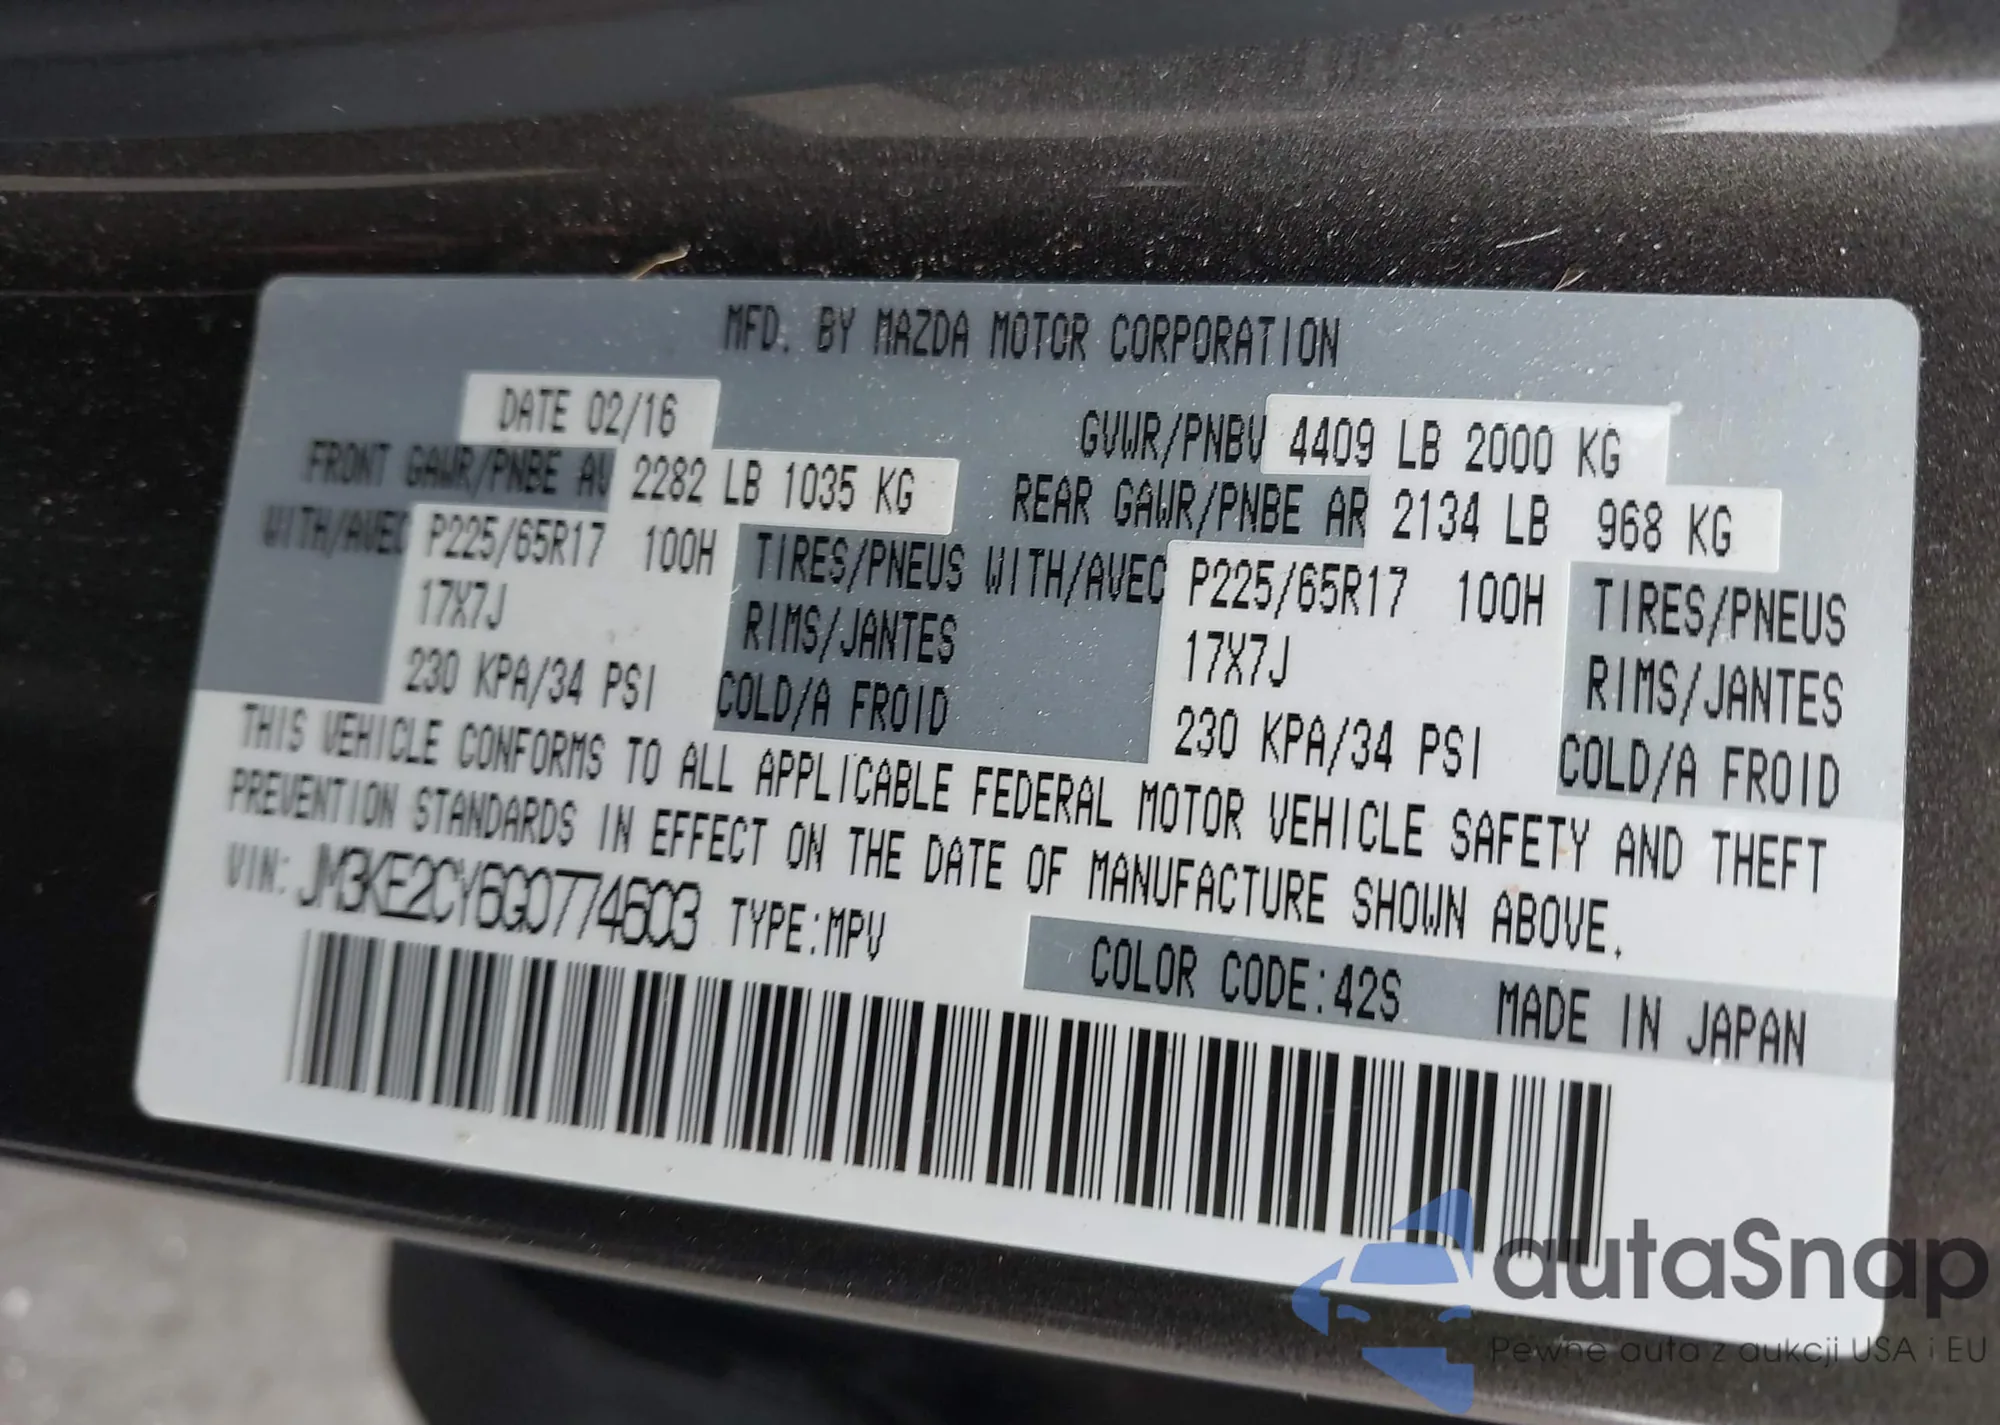 MFD. BY MAZDA MOTOR CORPORATION
DATE 02/16
GVWR/PNBV 4409 LB 2000 KG
FRONT GAWR/PNBE AV 2282 LB 1035 KG
REAR GAWR/PNBE AR 2134 LB 968 KG
WITH/AVEC P225/65R17 100H TIRES/PNEUS WITH/AVEC P225/65R17 100H TIRES/PNEUS
17X7J RIMS/JANTES 17X7J RIMS/JANTES
230 KPA/34 PSI COLD/A FROID 230 KPA/34 PSI COLD/A FROID
THIS VEHICLE CONFORMS TO ALL APPLICABLE FEDERAL MOTOR VEHICLE SAFETY AND THEFT
PREVENTION STANDARDS IN EFFECT ON THE DATE OF MANUFACTURE SHOWN ABOVE.
VIN: JM3KE2CY6G0774603 TYPE:MPV
COLOR CODE:42S MADE IN JAPAN
autaSnap
Pewne auta z aukcji USA i EU